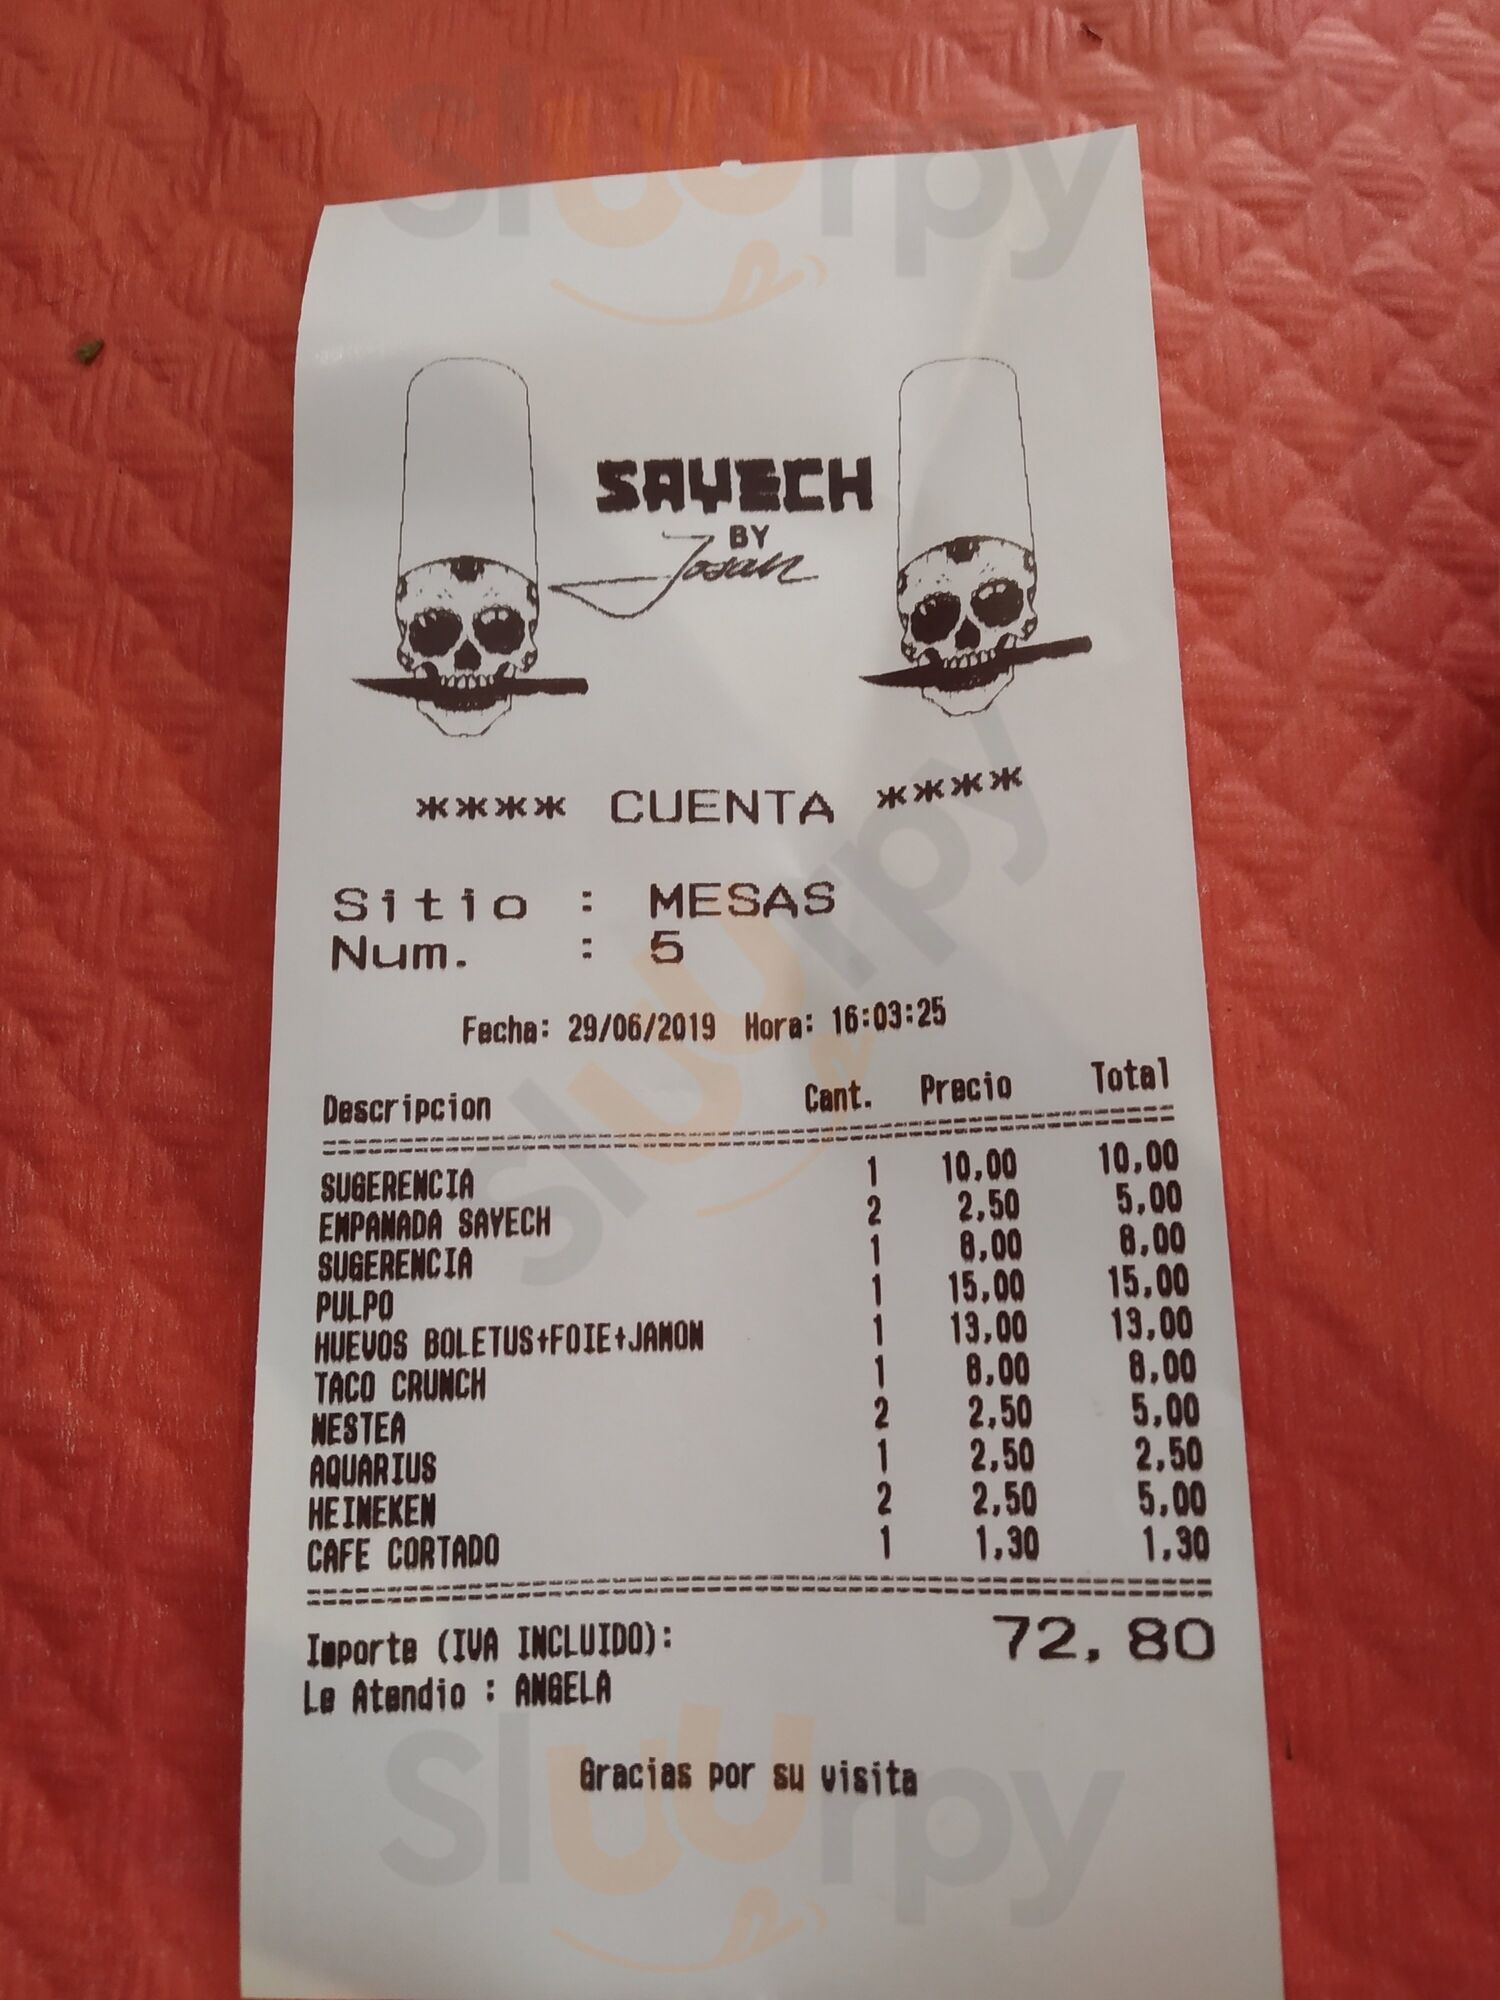 Sluurpy
SAYECH
BY
Josan
**** CUENTA ****
Sitio : MESAS
Num. : 5
Fecha: 29/06/2019 Hora: 16:03:25
Descripcion Cant. Precio Total
SUGERENCIA 1 10,00 10,00
EMPANADA SAYECH 2 2,50 5,00
SUGERENCIA 1 8,00 8,00
PULPO 1 15,00 15,00
HUEVOS BOLETUS+FOIE+JAMON 1 13,00 13,00
TACO CRUNCH 1 8,00 8,00
NESTEA 2 2,50 5,00
AQUARIUS 1 2,50 2,50
HEINEKEN 2 2,50 5,00
CAFE CORTADO 1 1,30 1,30
Importe (IVA INCLUIDO): 72,80
Le Atendio : ANGELA
Gracias por su visita
Sluurpy
Sluurpy